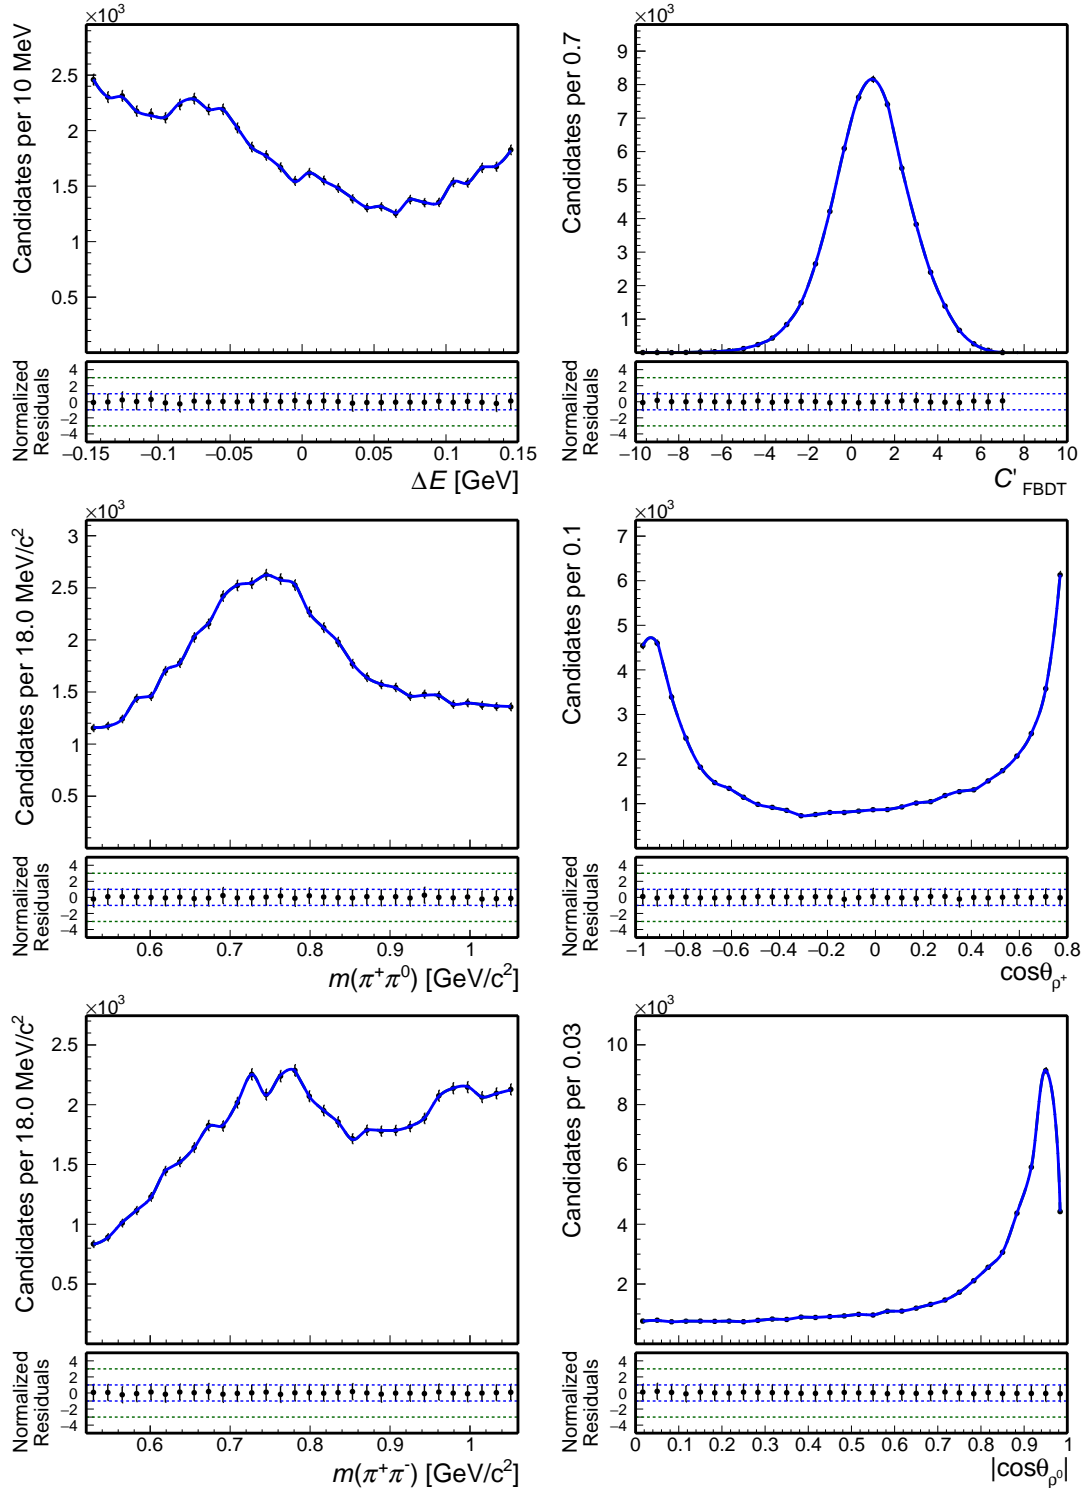 ×10³
Candidates per 10 MeV
2.5
2
1.5
1
0.5
Normalized
Residuals
4
2
0
−2
−4
−0.15 −0.1 −0.05 0 0.05 0.1 0.15
ΔE [GeV]
×10³
Candidates per 0.7
9
8
7
6
5
4
3
2
1
Normalized
Residuals
4
2
0
−2
−4
−10 −8 −6 −4 −2 0 2 4 6 8 10
C'FBDT
×10³
Candidates per 18.0 MeV/c²
3
2.5
2
1.5
1
0.5
Normalized
Residuals
4
2
0
−2
−4
0.6 0.7 0.8 0.9 1
m(π⁺π⁰) [GeV/c²]
×10³
Candidates per 0.1
7
6
5
4
3
2
1
Normalized
Residuals
4
2
0
−2
−4
−1 −0.8 −0.6 −0.4 −0.2 0 0.2 0.4 0.6 0.8
cosθρ⁺
×10³
Candidates per 18.0 MeV/c²
2.5
2
1.5
1
0.5
Normalized
Residuals
4
2
0
−2
−4
0.6 0.7 0.8 0.9 1
m(π⁺π⁻) [GeV/c²]
×10³
Candidates per 0.03
10
8
6
4
2
Normalized
Residuals
4
2
0
−2
−4
0 0.1 0.2 0.3 0.4 0.5 0.6 0.7 0.8 0.9 1
|cosθρ⁰|